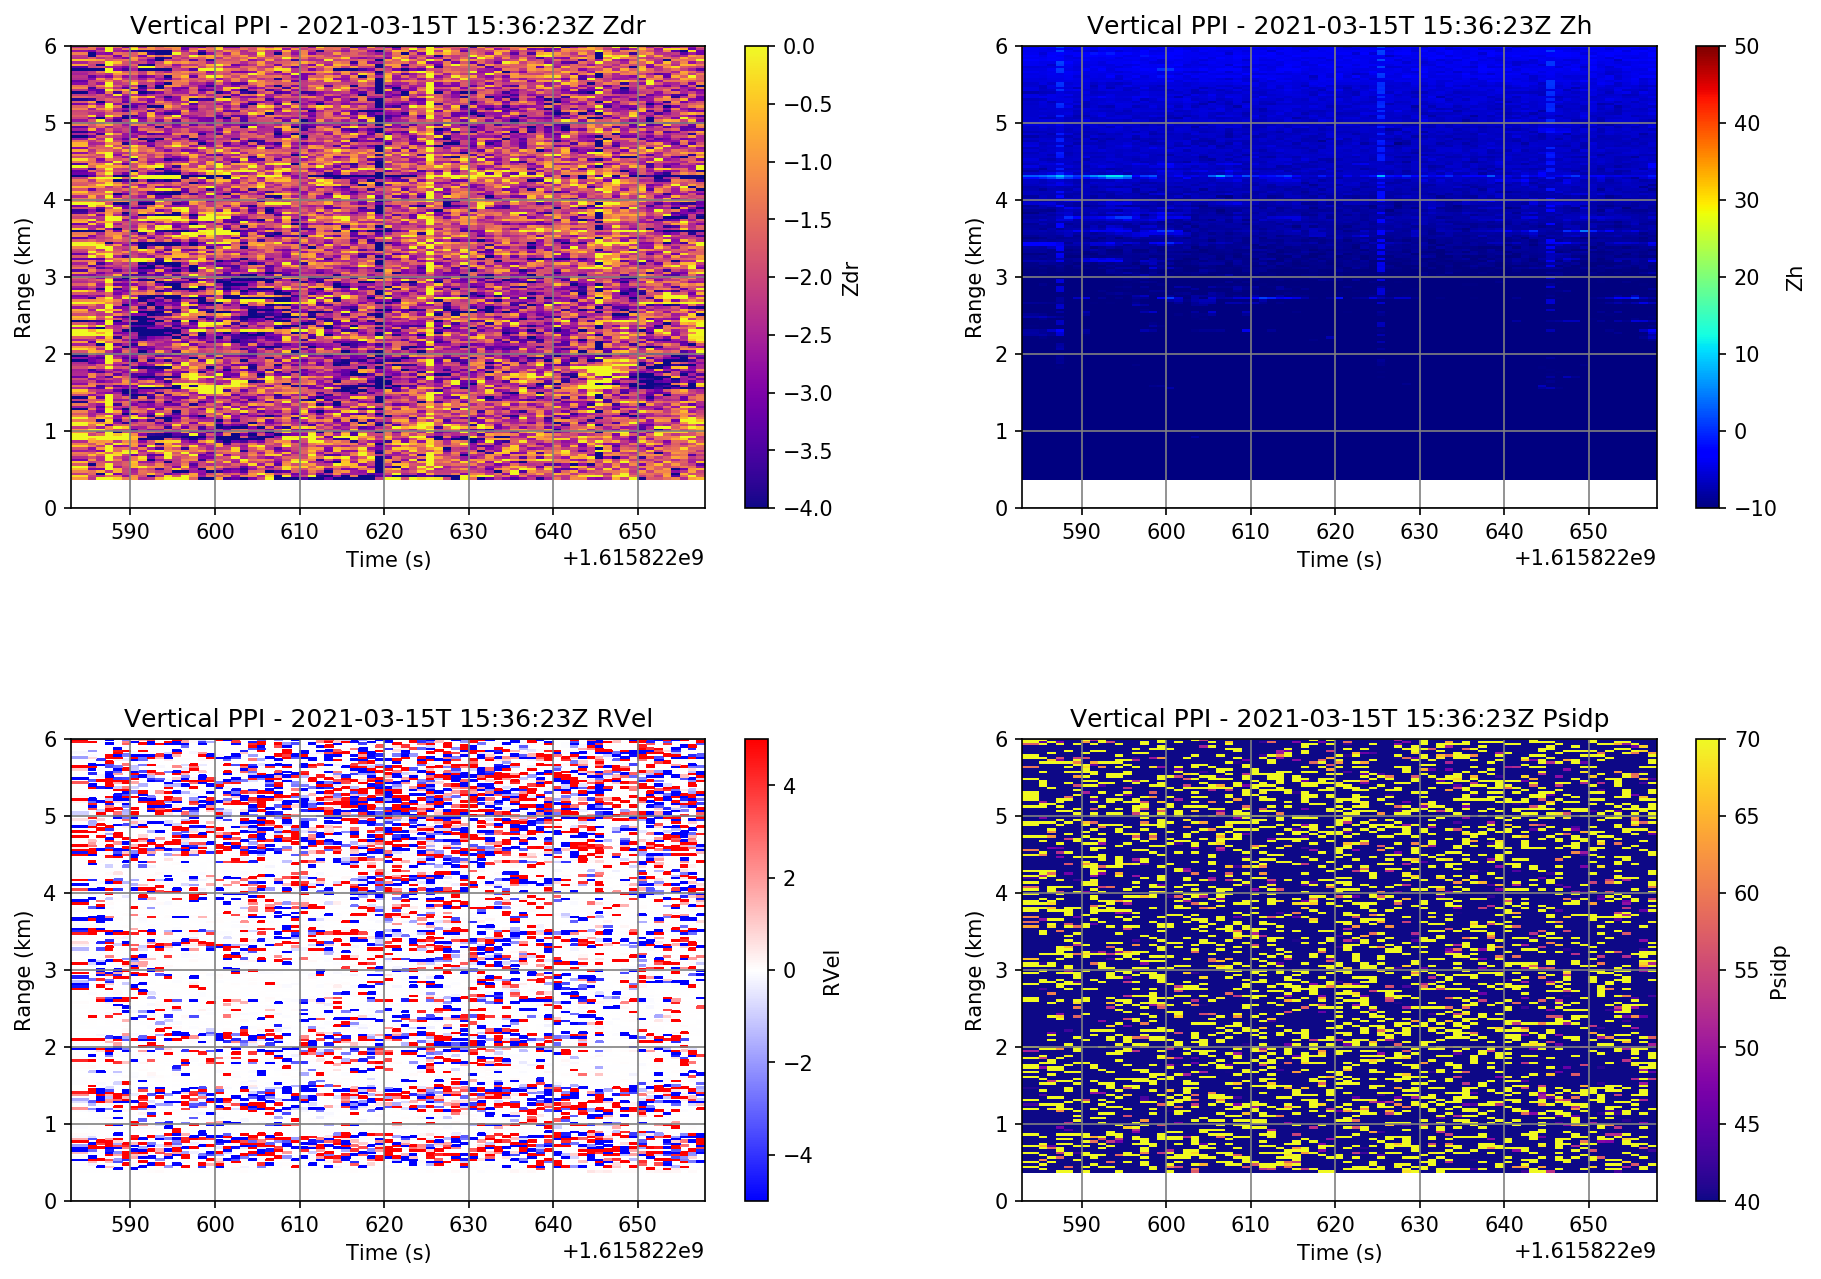 Vertical PPI - 2021-03-15T 15:36:23Z Zdr
6
5
4
3
2
1
0
Range (km)
590 600 610 620 630 640 650
Time (s)
+1.615822e9
0.0
−0.5
−1.0
−1.5
−2.0
−2.5
−3.0
−3.5
−4.0
Zdr
Vertical PPI - 2021-03-15T 15:36:23Z Zh
6
5
4
3
2
1
0
Range (km)
590 600 610 620 630 640 650
Time (s)
+1.615822e9
50
40
30
20
10
0
−10
Zh
Vertical PPI - 2021-03-15T 15:36:23Z RVel
6
5
4
3
2
1
0
Range (km)
590 600 610 620 630 640 650
Time (s)
+1.615822e9
4
2
0
−2
−4
RVel
Vertical PPI - 2021-03-15T 15:36:23Z Psidp
6
5
4
3
2
1
0
Range (km)
590 600 610 620 630 640 650
Time (s)
+1.615822e9
70
65
60
55
50
45
40
Psidp